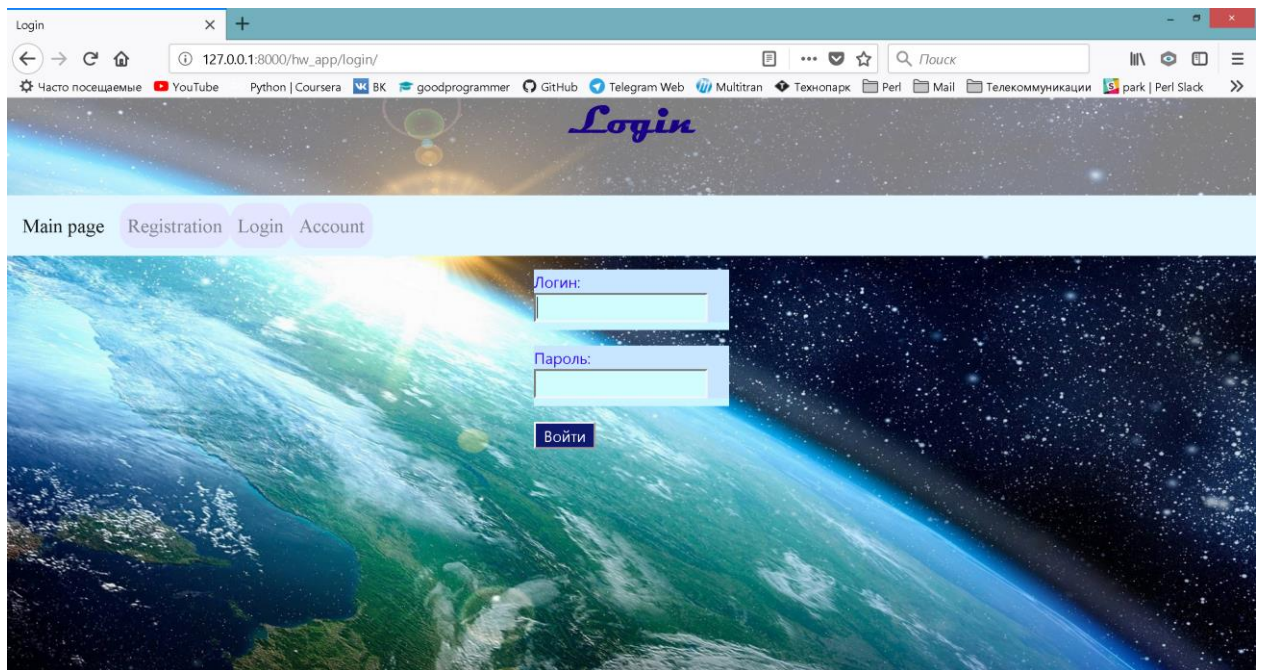 Login
127.0.0.1:8000/hw_app/login/
Поиск
Часто посещаемые YouTube Python | Coursera BK goodprogrammer GitHub Telegram Web Multitran Технопарк Perl Mail Телекоммуникации park | Perl Slack
Login
Main page Registration Login Account
Логин:
Пароль:
Войти